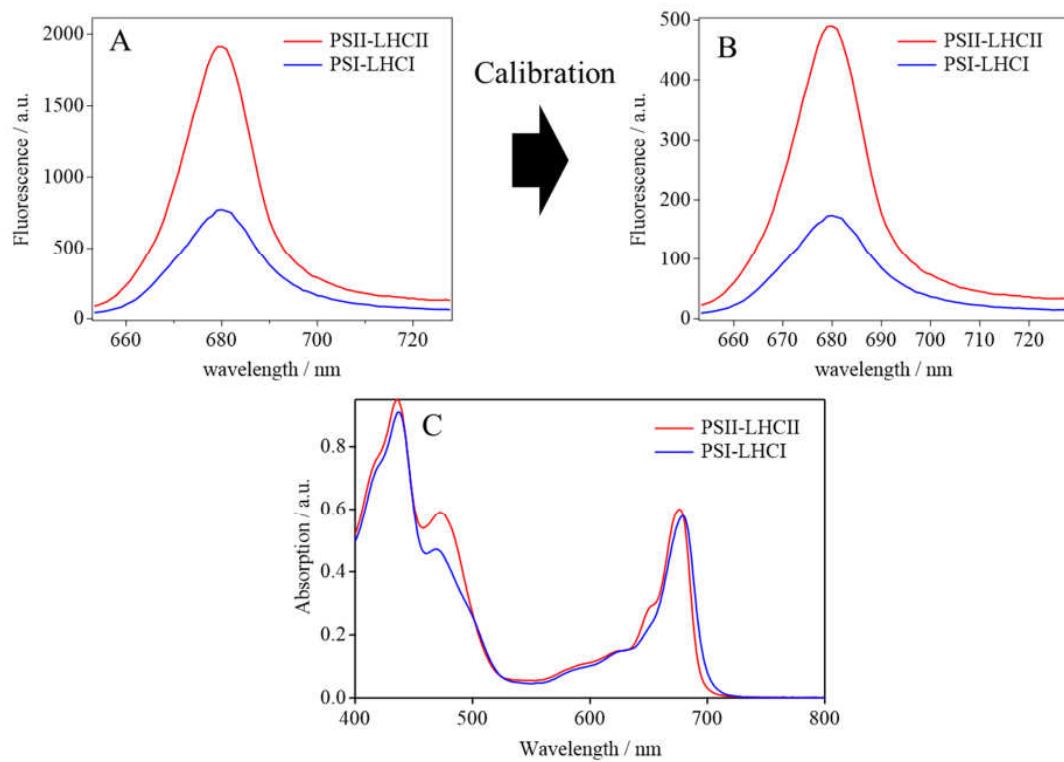 A
PSII-LHCII
PSI-LHCI
2000
1500
1000
500
0
Fluorescence / a.u.
660
680
700
720
wavelength / nm
Calibration
B
PSII-LHCII
PSI-LHCI
500
400
300
200
100
0
Fluorescence / a.u.
660
670
680
690
700
710
720
wavelength / nm
C
PSII-LHCII
PSI-LHCI
0.8
0.6
0.4
0.2
0.0
Absorption / a.u.
400
500
600
700
800
Wavelength / nm